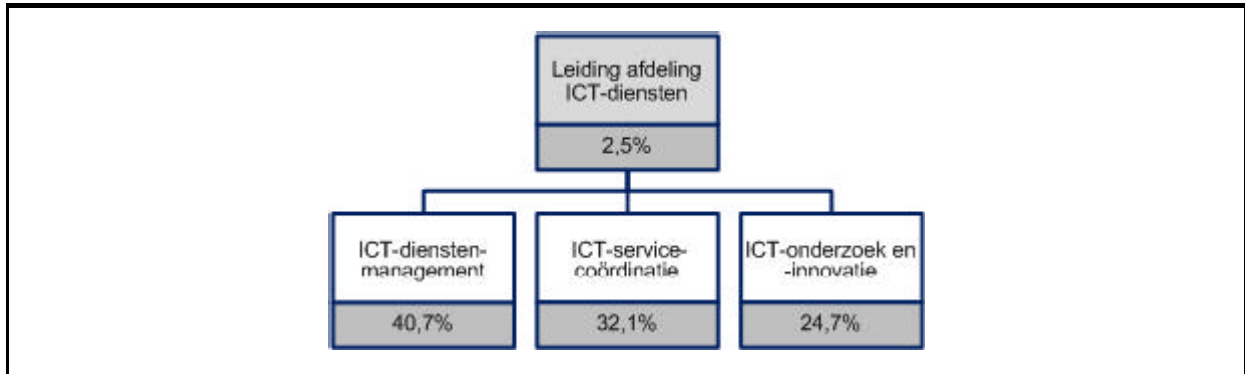 Leiding afdeling
ICT-diensten
2,5%
ICT-diensten-
management
40,7%
ICT-service-
coördinatie
32,1%
ICT-onderzoek en
-innovatie
24,7%